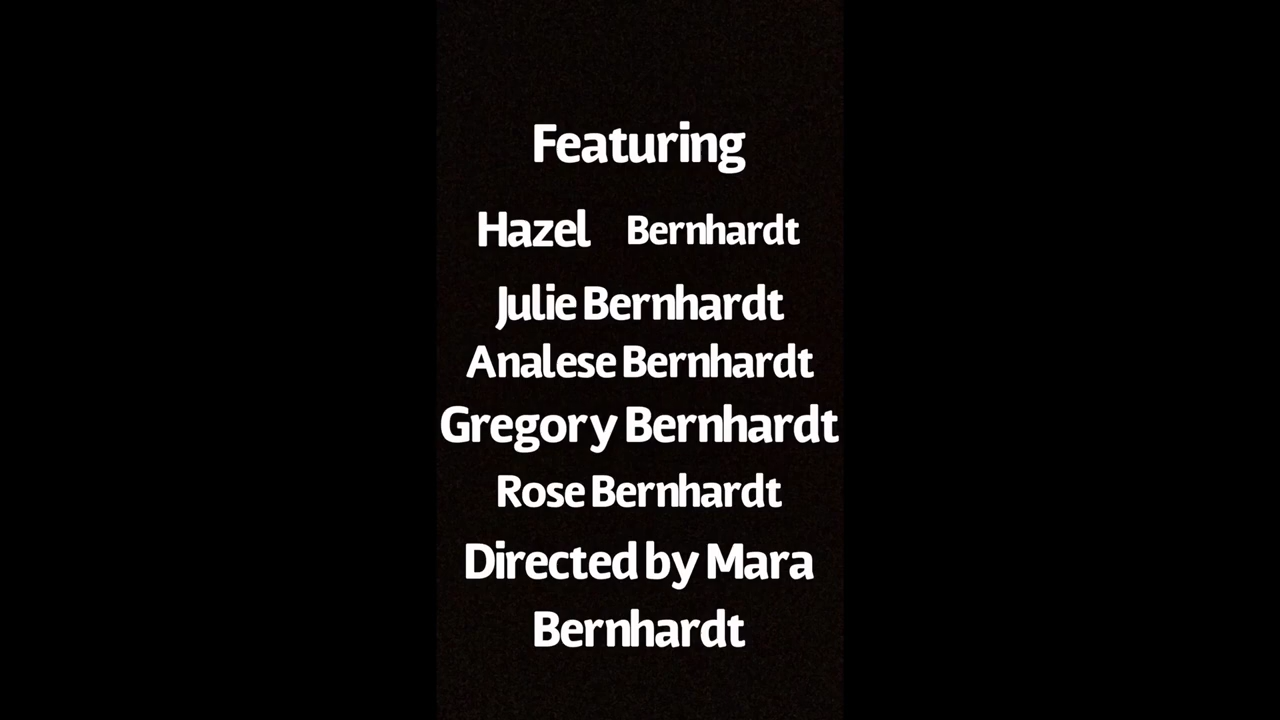 Featuring
Hazel Bernhardt
Julie Bernhardt
Analese Bernhardt
Gregory Bernhardt
Rose Bernhardt
Directed by Mara
Bernhardt